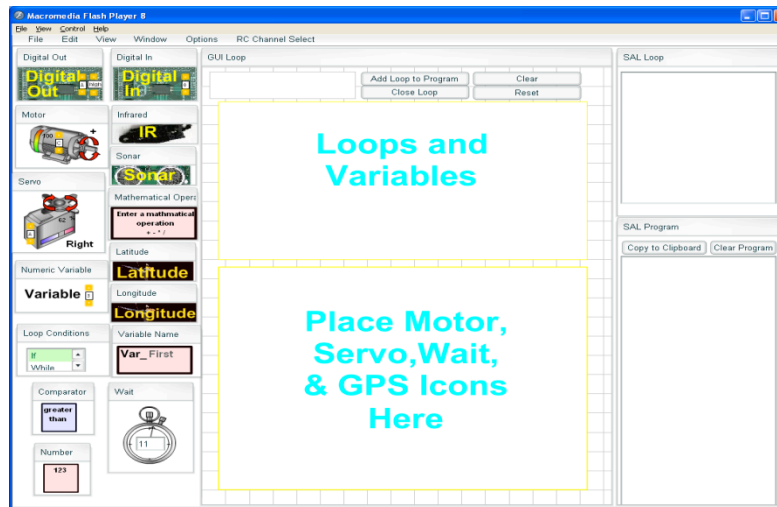 Macromedia Flash Player 8
File View Control Help
File Edit View Window Options RC Channel Select
Digital Out
Digital Out
Digital In
Digital In
Motor
100
+
Infrared
IR
Sonar
Sonar
Servo
Right
Mathematical Opera
Enter a mathmatical
operation
+ - * /
Latitude
Latitude
Numeric Variable
Variable
Longitude
Longitude
Loop Conditions
If
While
Variable Name
Var_First
Comparator
greater
than
Wait
11
Number
123
GUI Loop
Add Loop to Program
Clear
Close Loop
Reset
Loops and
Variables
Place Motor,
Servo,Wait,
& GPS Icons
Here
SAL Loop
SAL Program
Copy to Clipboard
Clear Program